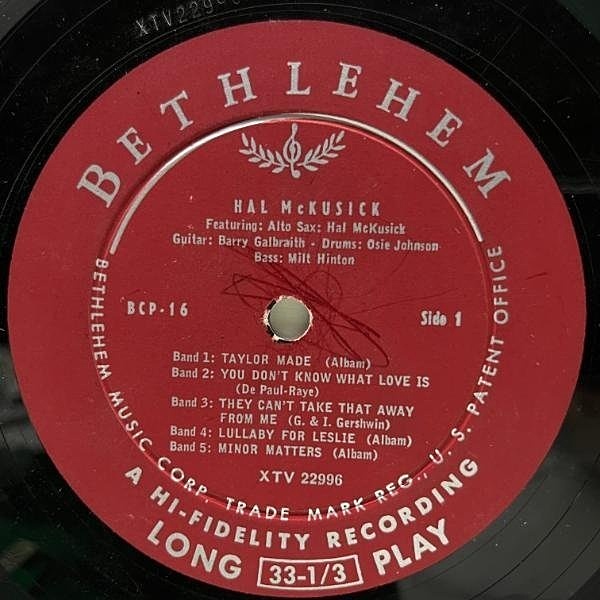 XTV 22996
BETHLEHEM
HAL McKUSICK
Featuring: Alto Sax: Hal McKusick
Guitar: Barry Galbraith - Drums: Osie Johnson
Bass: Milt Hinton
BCP-16
Side 1
Band 1: TAYLOR MADE (Albam)
Band 2: YOU DON'T KNOW WHAT LOVE IS
(De Paul-Raye)
Band 3: THEY CAN'T TAKE THAT AWAY
FROM ME (G. & I. Gershwin)
Band 4: LULLABY FOR LESLIE (Albam)
Band 5: MINOR MATTERS (Albam)
XTV 22996
BETHLEHEM MUSIC CORP. TRADE MARK REG., U. S. PATENT OFFICE
A HI-FIDELITY RECORDING
LONG 33-1/3 PLAY